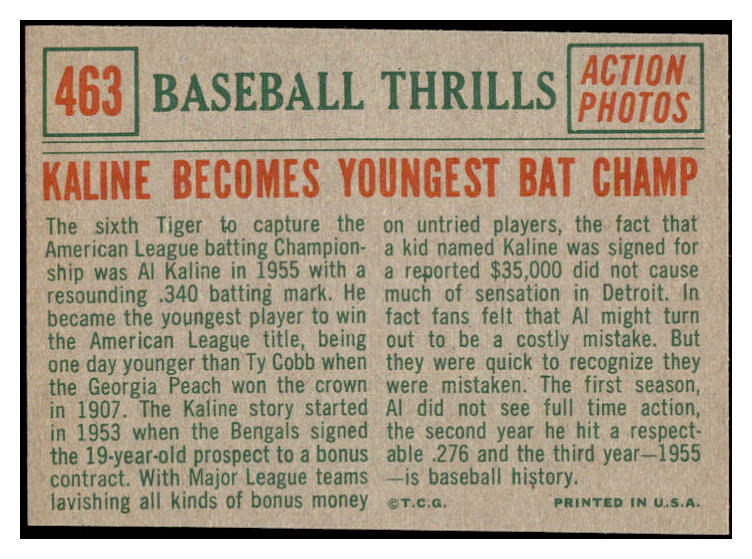 463
BASEBALL THRILLS
ACTION
PHOTOS
KALINE BECOMES YOUNGEST BAT CHAMP
The sixth Tiger to capture the
American League batting Champion-
ship was Al Kaline in 1955 with a
resounding .340 batting mark. He
became the youngest player to win
the American League title, being
one day younger than Ty Cobb when
the Georgia Peach won the crown
in 1907. The Kaline story started
in 1953 when the Bengals signed
the 19-year-old prospect to a bonus
contract. With Major League teams
lavishing all kinds of bonus money
on untried players, the fact that
a kid named Kaline was signed for
a reported $35,000 did not cause
much of sensation in Detroit. In
fact fans felt that Al might turn
out to be a costly mistake. But
they were quick to recognize they
were mistaken. The first season,
Al did not see full time action,
the second year he hit a respect-
able .276 and the third year—1955
—is baseball history.
©T.C.G.
PRINTED IN U.S.A.